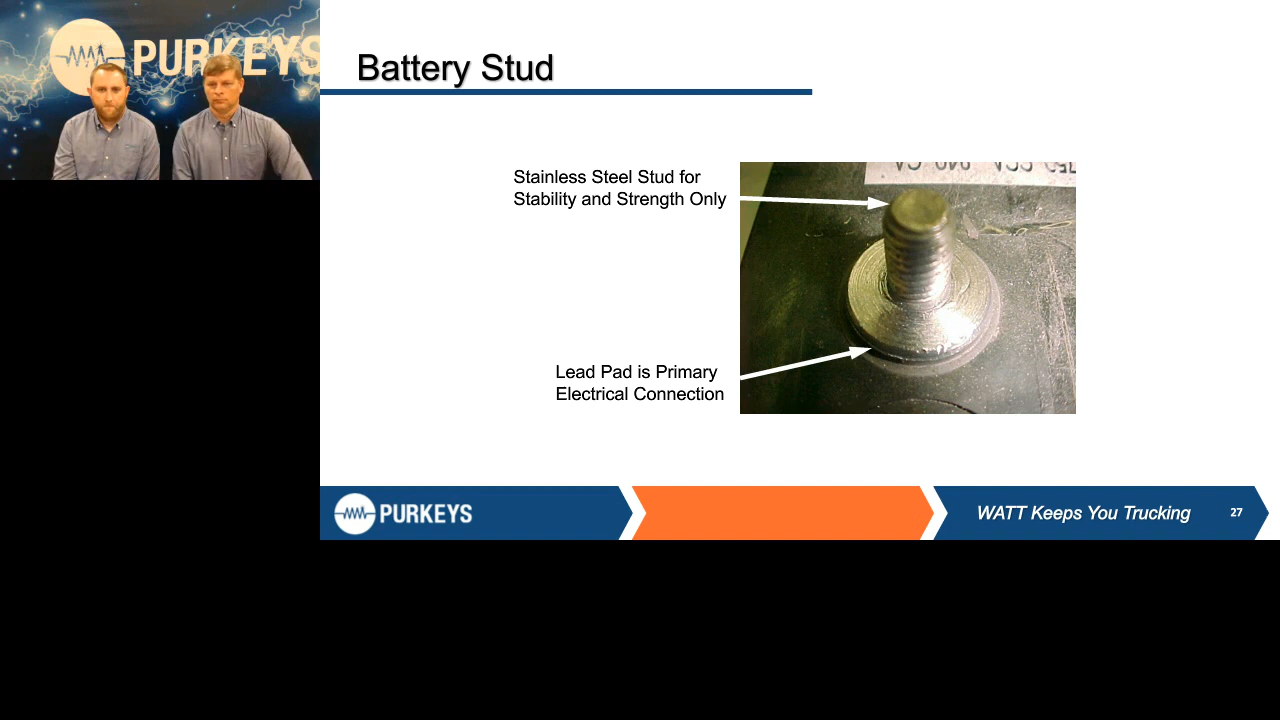 PURKEYS
Battery Stud
Stainless Steel Stud for
Stability and Strength Only
Lead Pad is Primary
Electrical Connection
PURKEYS
WATT Keeps You Trucking
27